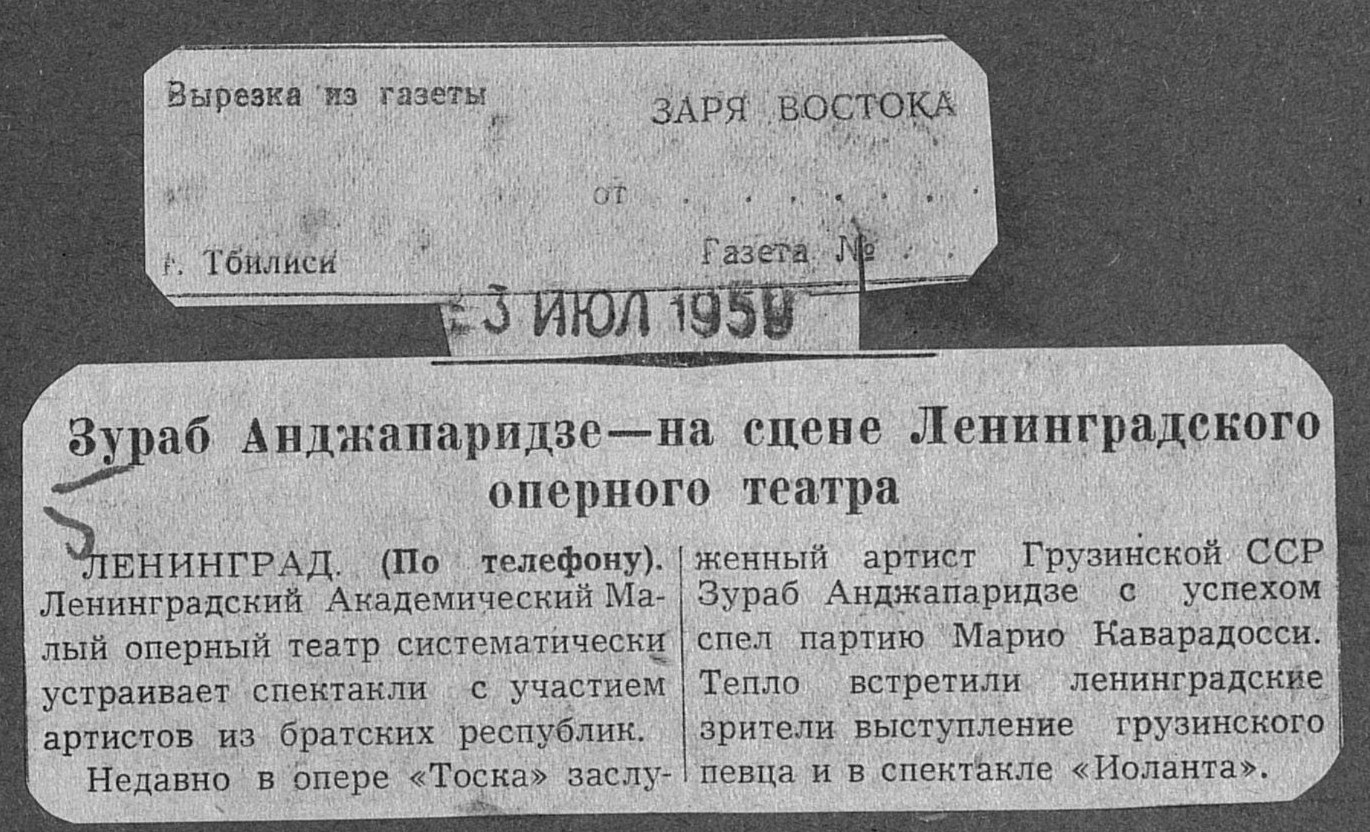 Вырезка из газеты ЗАРЯ ВОСТОКА
от . . . . . .
г. Тбилиси Газета № . .
3 ИЮЛ 1959
Зураб Анджапаридзе—на сцене Ленинградского
оперного театра
ЛЕНИНГРАД. (По телефону).
Ленинградский Академический Ма-
лый оперный театр систематически
устраивает спектакли с участием
артистов из братских республик.
Недавно в опере «Тоска» заслу-
женный артист Грузинской ССР
Зураб Анджапаридзе с успехом
спел партию Марио Каварадосси.
Тепло встретили ленинградские
зрители выступление грузинского
певца и в спектакле «Иоланта».